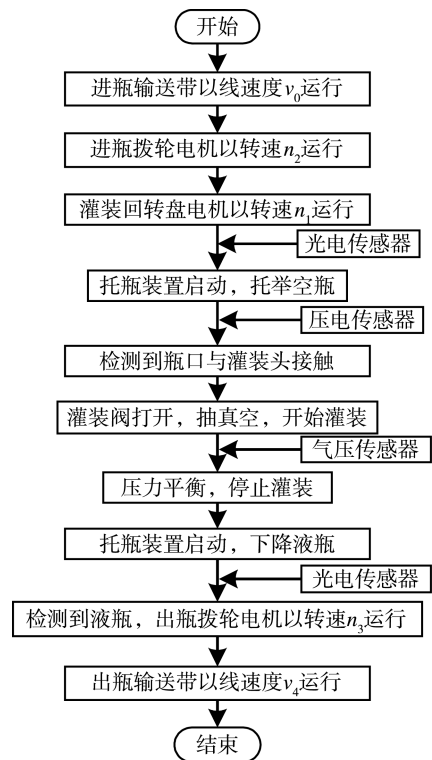 开始
进瓶输送带以线速度v0运行
进瓶拨轮电机以转速n2运行
灌装回转盘电机以转速n1运行
光电传感器
托瓶装置启动，托举空瓶
压电传感器
检测到瓶口与灌装头接触
灌装阀打开，抽真空，开始灌装
气压传感器
压力平衡，停止灌装
托瓶装置启动，下降液瓶
光电传感器
检测到液瓶，出瓶拨轮电机以转速n3运行
出瓶输送带以线速度v4运行
结束